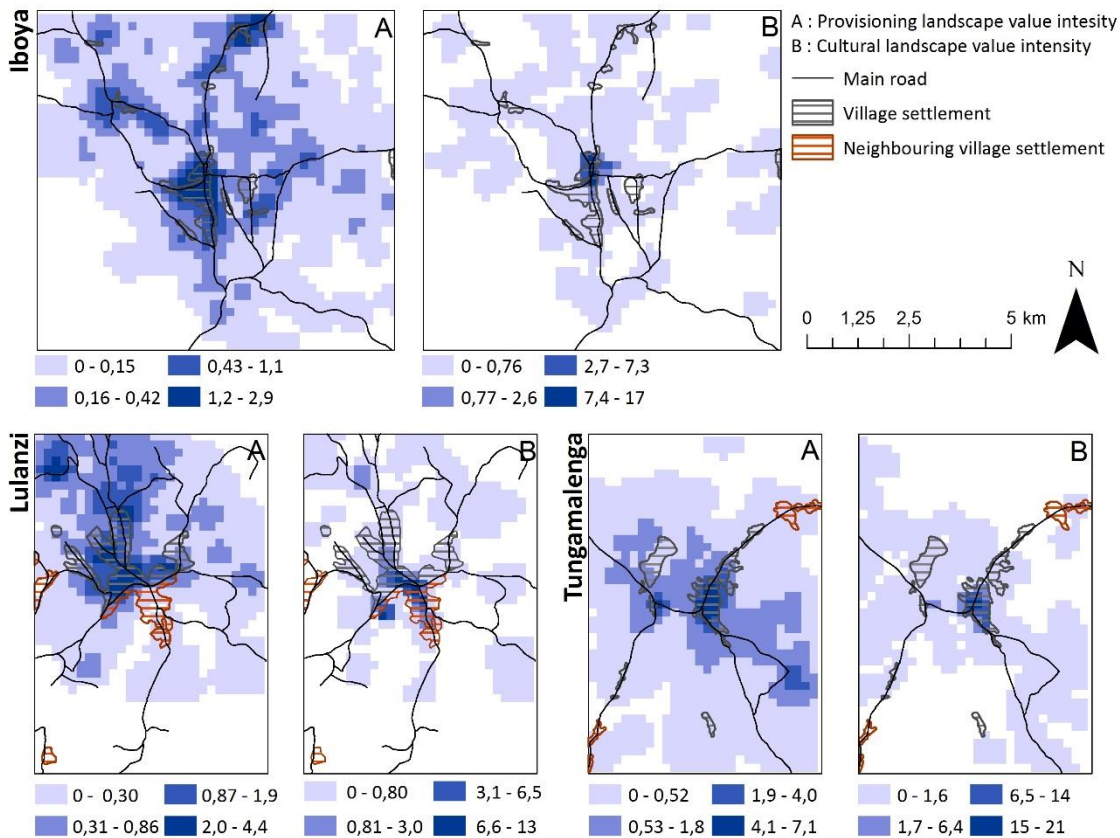 Iboya
A
B
A : Provisioning landscape value intesity
B : Cultural landscape value intensity
Main road
Village settlement
Neighbouring village settlement
N
0 1,25 2,5 5 km
0 - 0,15 0,43 - 1,1
0,16 - 0,42 1,2 - 2,9
0 - 0,76 2,7 - 7,3
0,77 - 2,6 7,4 - 17
Lulanzi
A
B
Tungamalenga
A
B
0 - 0,30 0,87 - 1,9
0,31 - 0,86 2,0 - 4,4
0 - 0,80 3,1 - 6,5
0,81 - 3,0 6,6 - 13
0 - 0,52 1,9 - 4,0
0,53 - 1,8 4,1 - 7,1
0 - 1,6 6,5 - 14
1,7 - 6,4 15 - 21